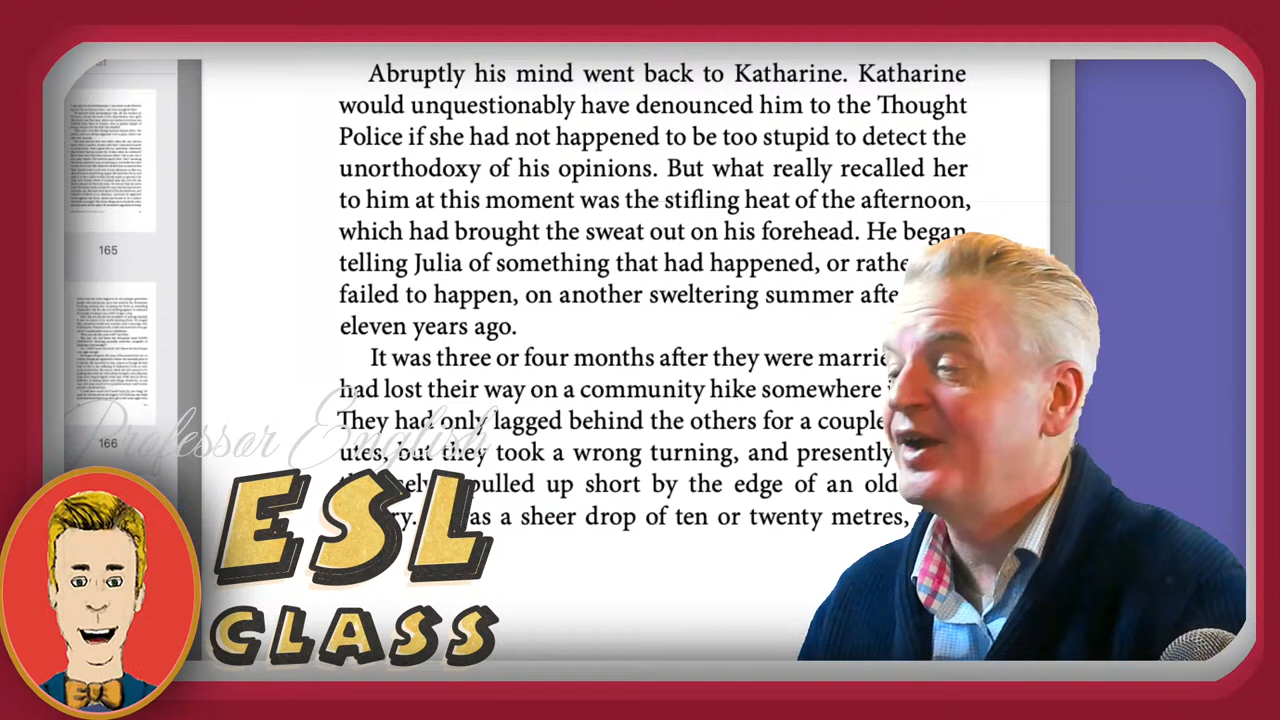 Abruptly his mind went back to Katharine. Katharine
would unquestionably have denounced him to the Thought
Police if she had not happened to be too stupid to detect the
unorthodoxy of his opinions. But what really recalled her
to him at this moment was the stifling heat of the afternoon,
which had brought the sweat out on his forehead. He began
telling Julia of something that had happened, or rathe
failed to happen, on another sweltering summer afte
eleven years ago.
It was three or four months after they were marrie
had lost their way on a community hike somewhere
They had only lagged behind the others for a couple
utes, but they took a wrong turning, and presently
pulled up short by the edge of an old
as a sheer drop of ten or twenty metres,
165
166
Professor English
ESL
CLASS